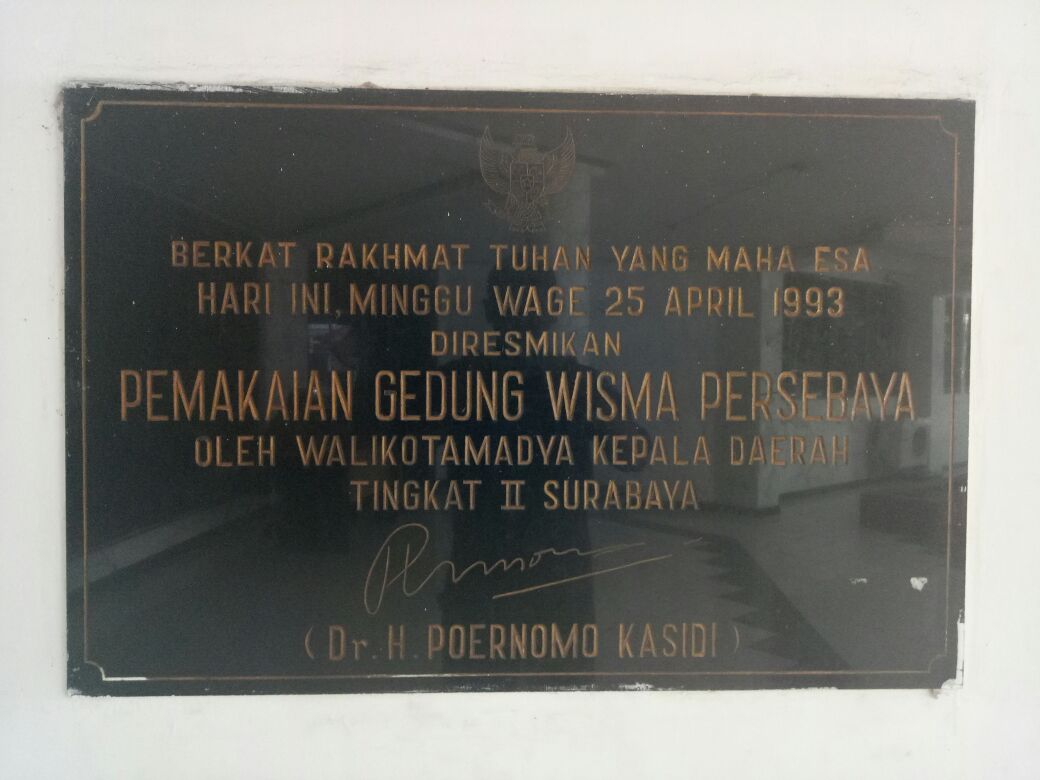 BERKAT RAKHMAT TUHAN YANG MAHA ESA
HARI INI, MINGGU WAGE 25 APRIL 1993
DIRESMIKAN
PEMAKAIAN GEDUNG WISMA PERSEBAYA
OLEH WALIKOTAMADYA KEPALA DAERAH
TINGKAT II SURABAYA
( Dr. H. POERNOMO KASIDI )